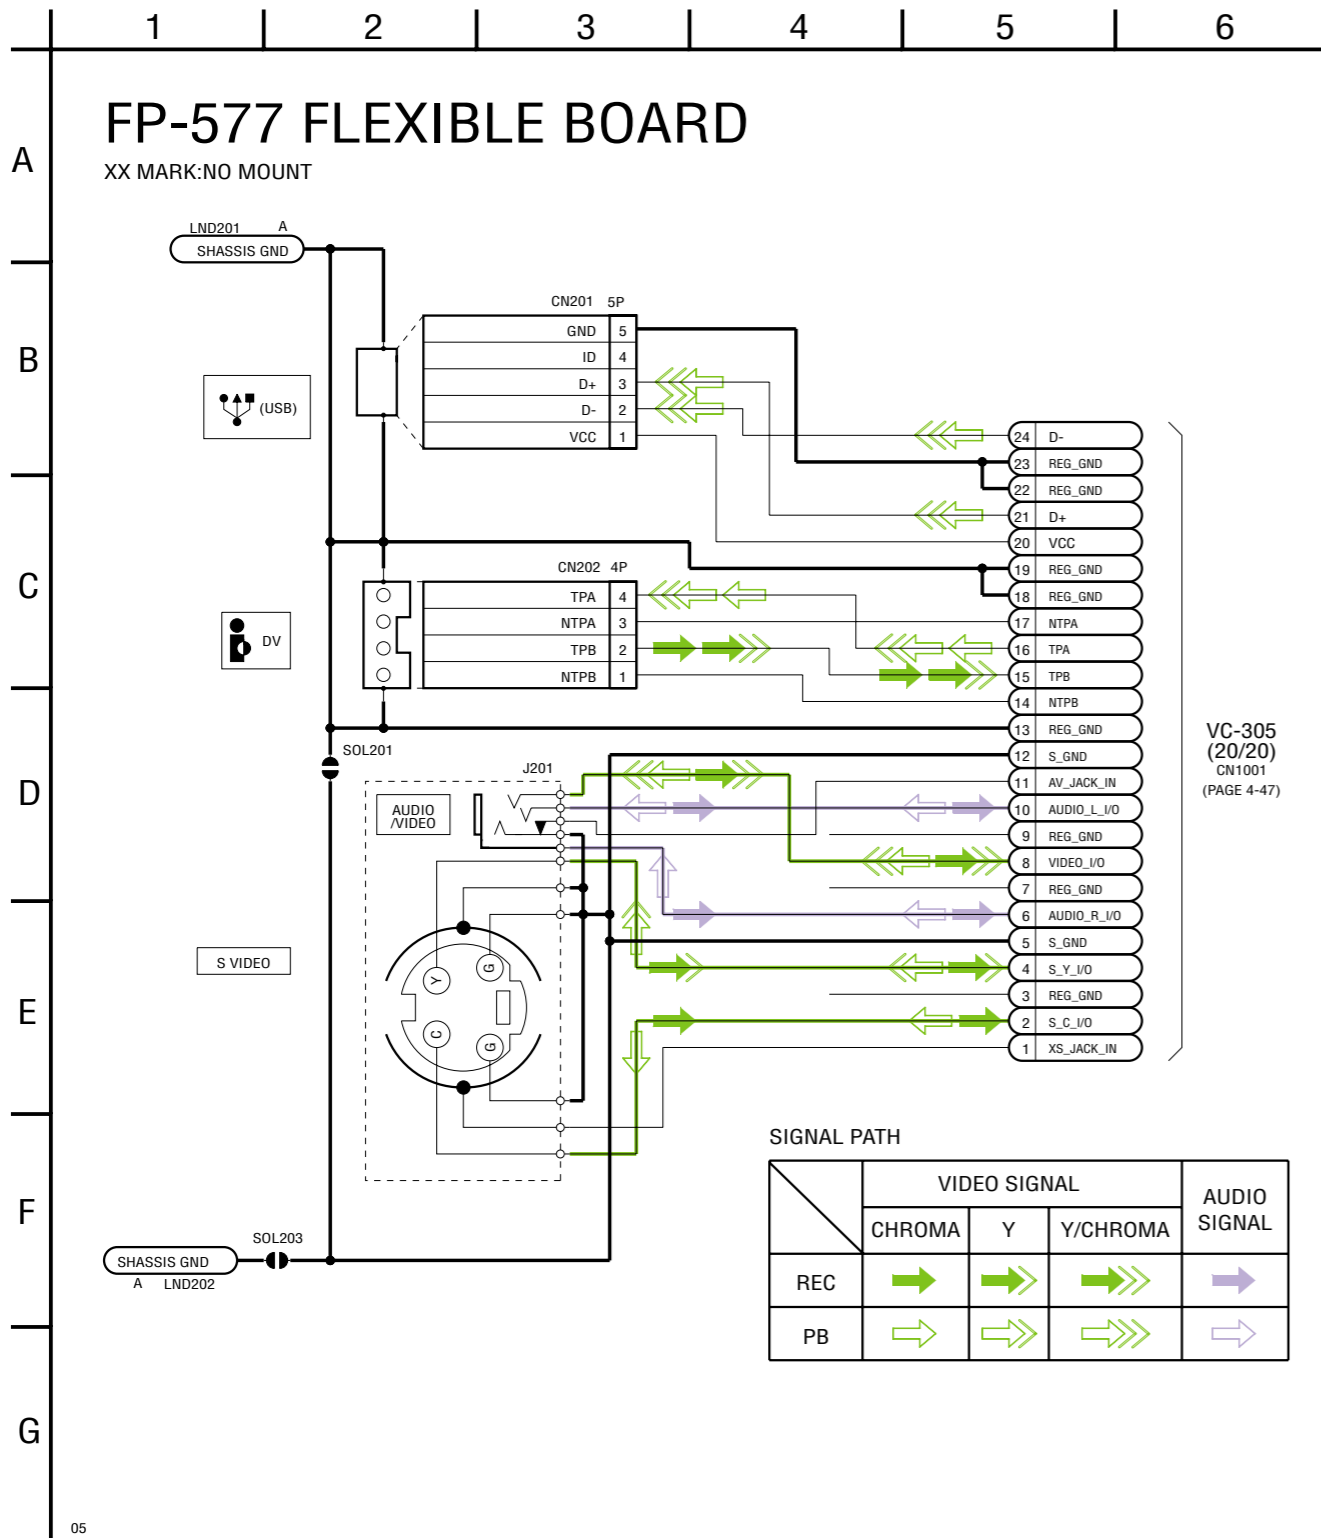 1 2 3 4 5 6
A
B
C
D
E
F
G
FP-577 FLEXIBLE BOARD
XX MARK:NO MOUNT
LND201 A
SHASSIS GND
CN201 5P
GND 5
ID 4
D+ 3
D- 2
VCC 1
(USB)
CN202 4P
TPA 4
NTPA 3
TPB 2
NTPB 1
DV
24 D-
23 REG_GND
22 REG_GND
21 D+
20 VCC
19 REG_GND
18 REG_GND
17 NTPA
16 TPA
15 TPB
14 NTPB
13 REG_GND
12 S_GND
11 AV_JACK_IN
10 AUDIO_L_I/O
9 REG_GND
8 VIDEO_I/O
7 REG_GND
6 AUDIO_R_I/O
5 S_GND
4 S_Y_I/O
3 REG_GND
2 S_C_I/O
1 XS_JACK_IN
VC-305
(20/20)
CN1001
(PAGE 4-47)
SOL201
J201
AUDIO
/VIDEO
S VIDEO
Y
G
C
G
SOL203
SHASSIS GND
A LND202
SIGNAL PATH
VIDEO SIGNAL
AUDIO
SIGNAL
CHROMA Y Y/CHROMA
REC
PB
05